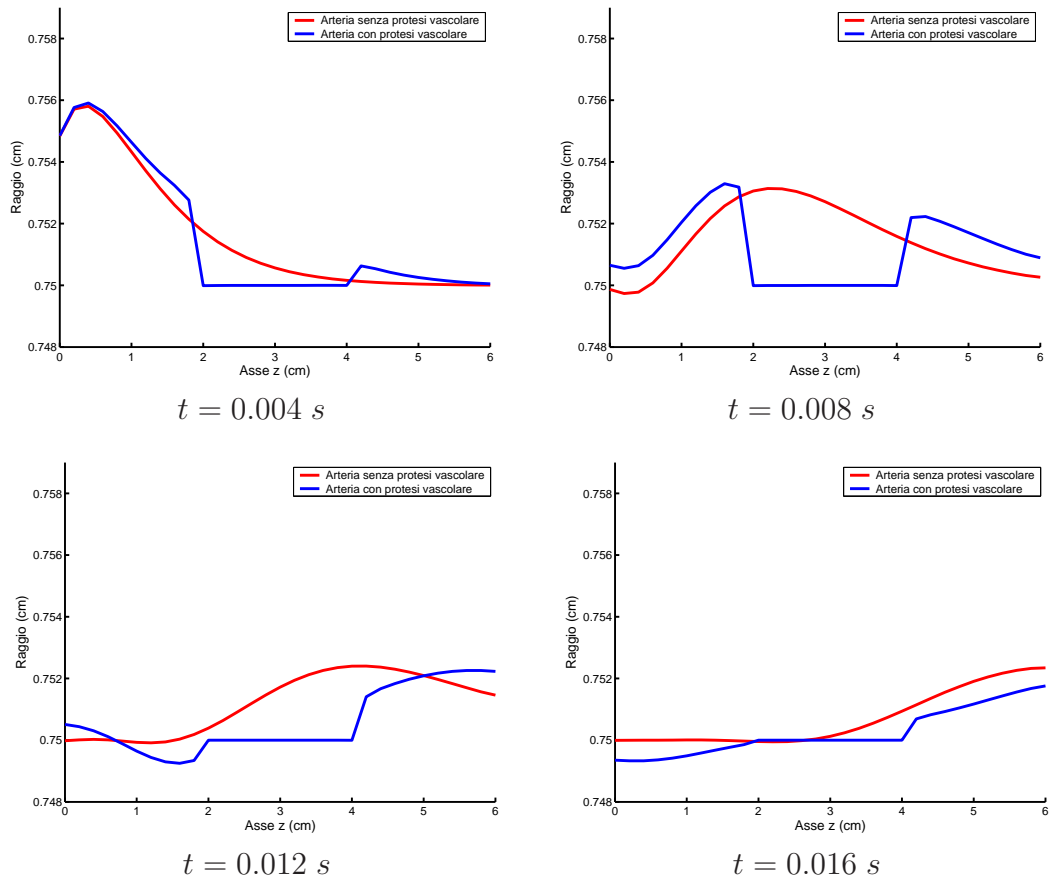 Arteria senza protesi vascolare
Arteria con protesi vascolare
0.758
0.756
0.754
0.752
0.75
0.748
Raggio (cm)
0 1 2 3 4 5 6
Asse z (cm)
t = 0.004 s
Arteria senza protesi vascolare
Arteria con protesi vascolare
0.758
0.756
0.754
0.752
0.75
0.748
Raggio (cm)
0 1 2 3 4 5 6
Asse z (cm)
t = 0.008 s
Arteria senza protesi vascolare
Arteria con protesi vascolare
0.758
0.756
0.754
0.752
0.75
0.748
Raggio (cm)
0 1 2 3 4 5 6
Asse z (cm)
t = 0.012 s
Arteria senza protesi vascolare
Arteria con protesi vascolare
0.758
0.756
0.754
0.752
0.75
0.748
Raggio (cm)
0 1 2 3 4 5 6
Asse z (cm)
t = 0.016 s